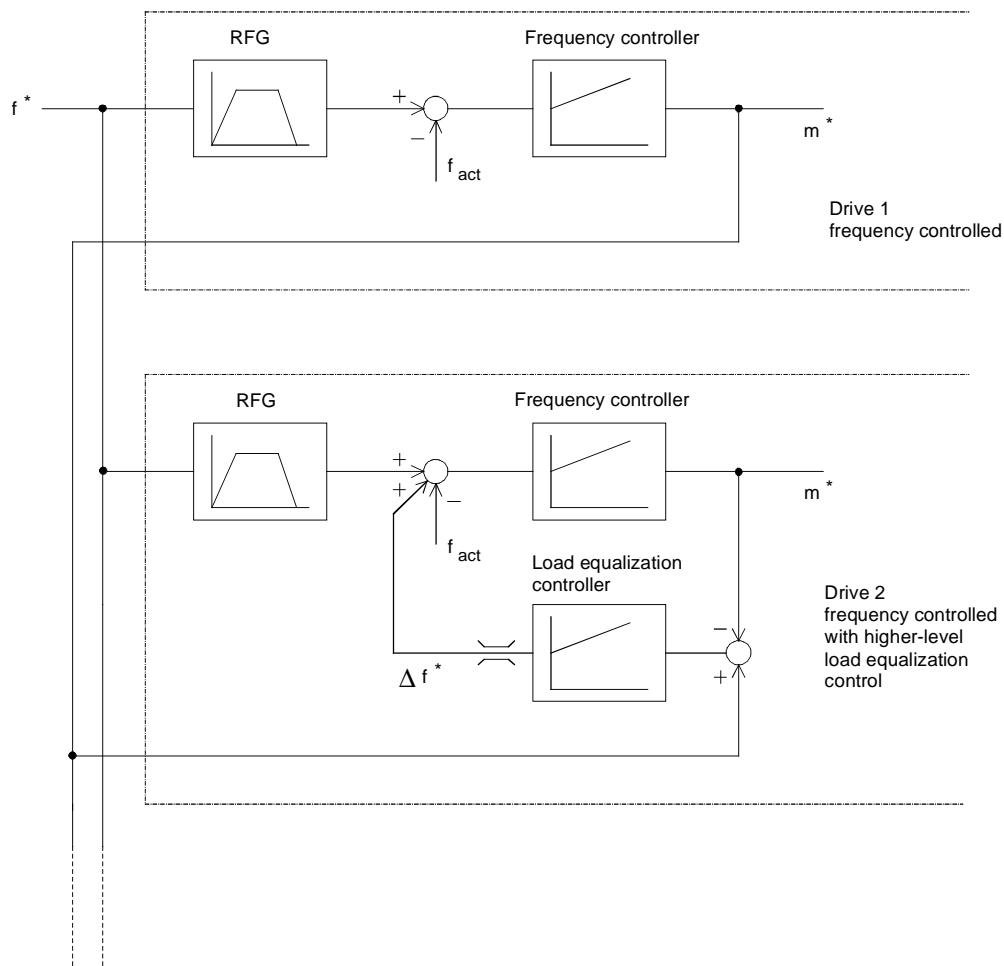 RFG
Frequency controller
f *
+
−
f act
m *
Drive 1
frequency controlled
RFG
Frequency controller
+
+
−
f act
m *
Load equalization
controller
Drive 2
frequency controlled
with higher-level
load equalization
control
−
+
Δ f *